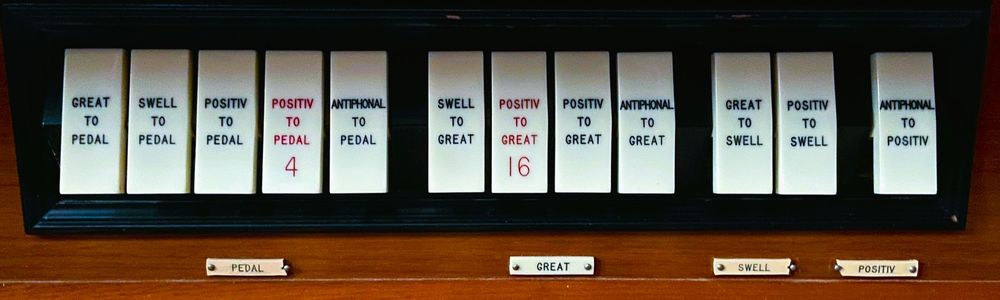 GREAT
TO
PEDAL
SWELL
TO
PEDAL
POSITIV
TO
PEDAL
POSITIV
TO
PEDAL
4
ANTIPHONAL
TO
PEDAL
SWELL
TO
GREAT
POSITIV
TO
GREAT
16
POSITIV
TO
GREAT
ANTIPHONAL
TO
GREAT
GREAT
TO
SWELL
POSITIV
TO
SWELL
ANTIPHONAL
TO
POSITIV
PEDAL
GREAT
SWELL
POSITIV